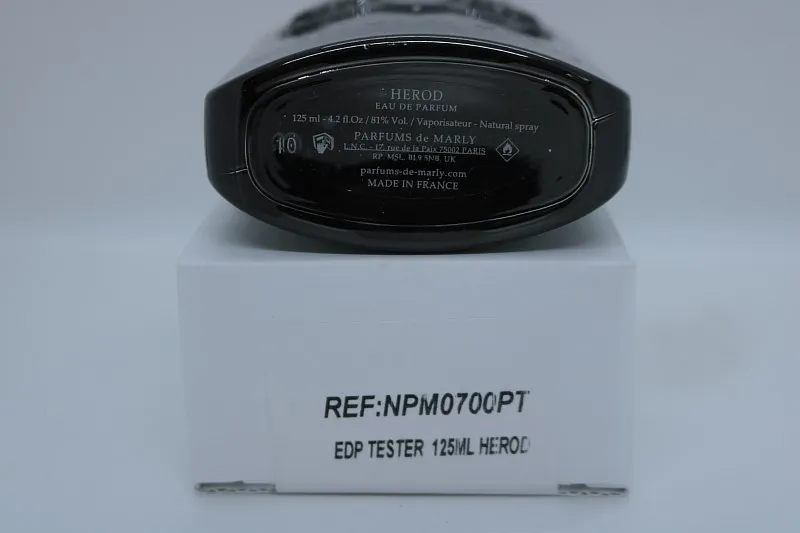 HEROD
EAU DE PARFUM
125 ml - 4.2 fl.Oz / 81% Vol. / Vaporisateur - Natural spray
10
PARFUMS de MARLY
L.N.C. - 17, rue de la Paix 75002 PARIS
RP. MSL. BL9 5NB. UK
parfums-de-marly.com
MADE IN FRANCE
REF:NPM0700PT
EDP TESTER 125ML HEROD